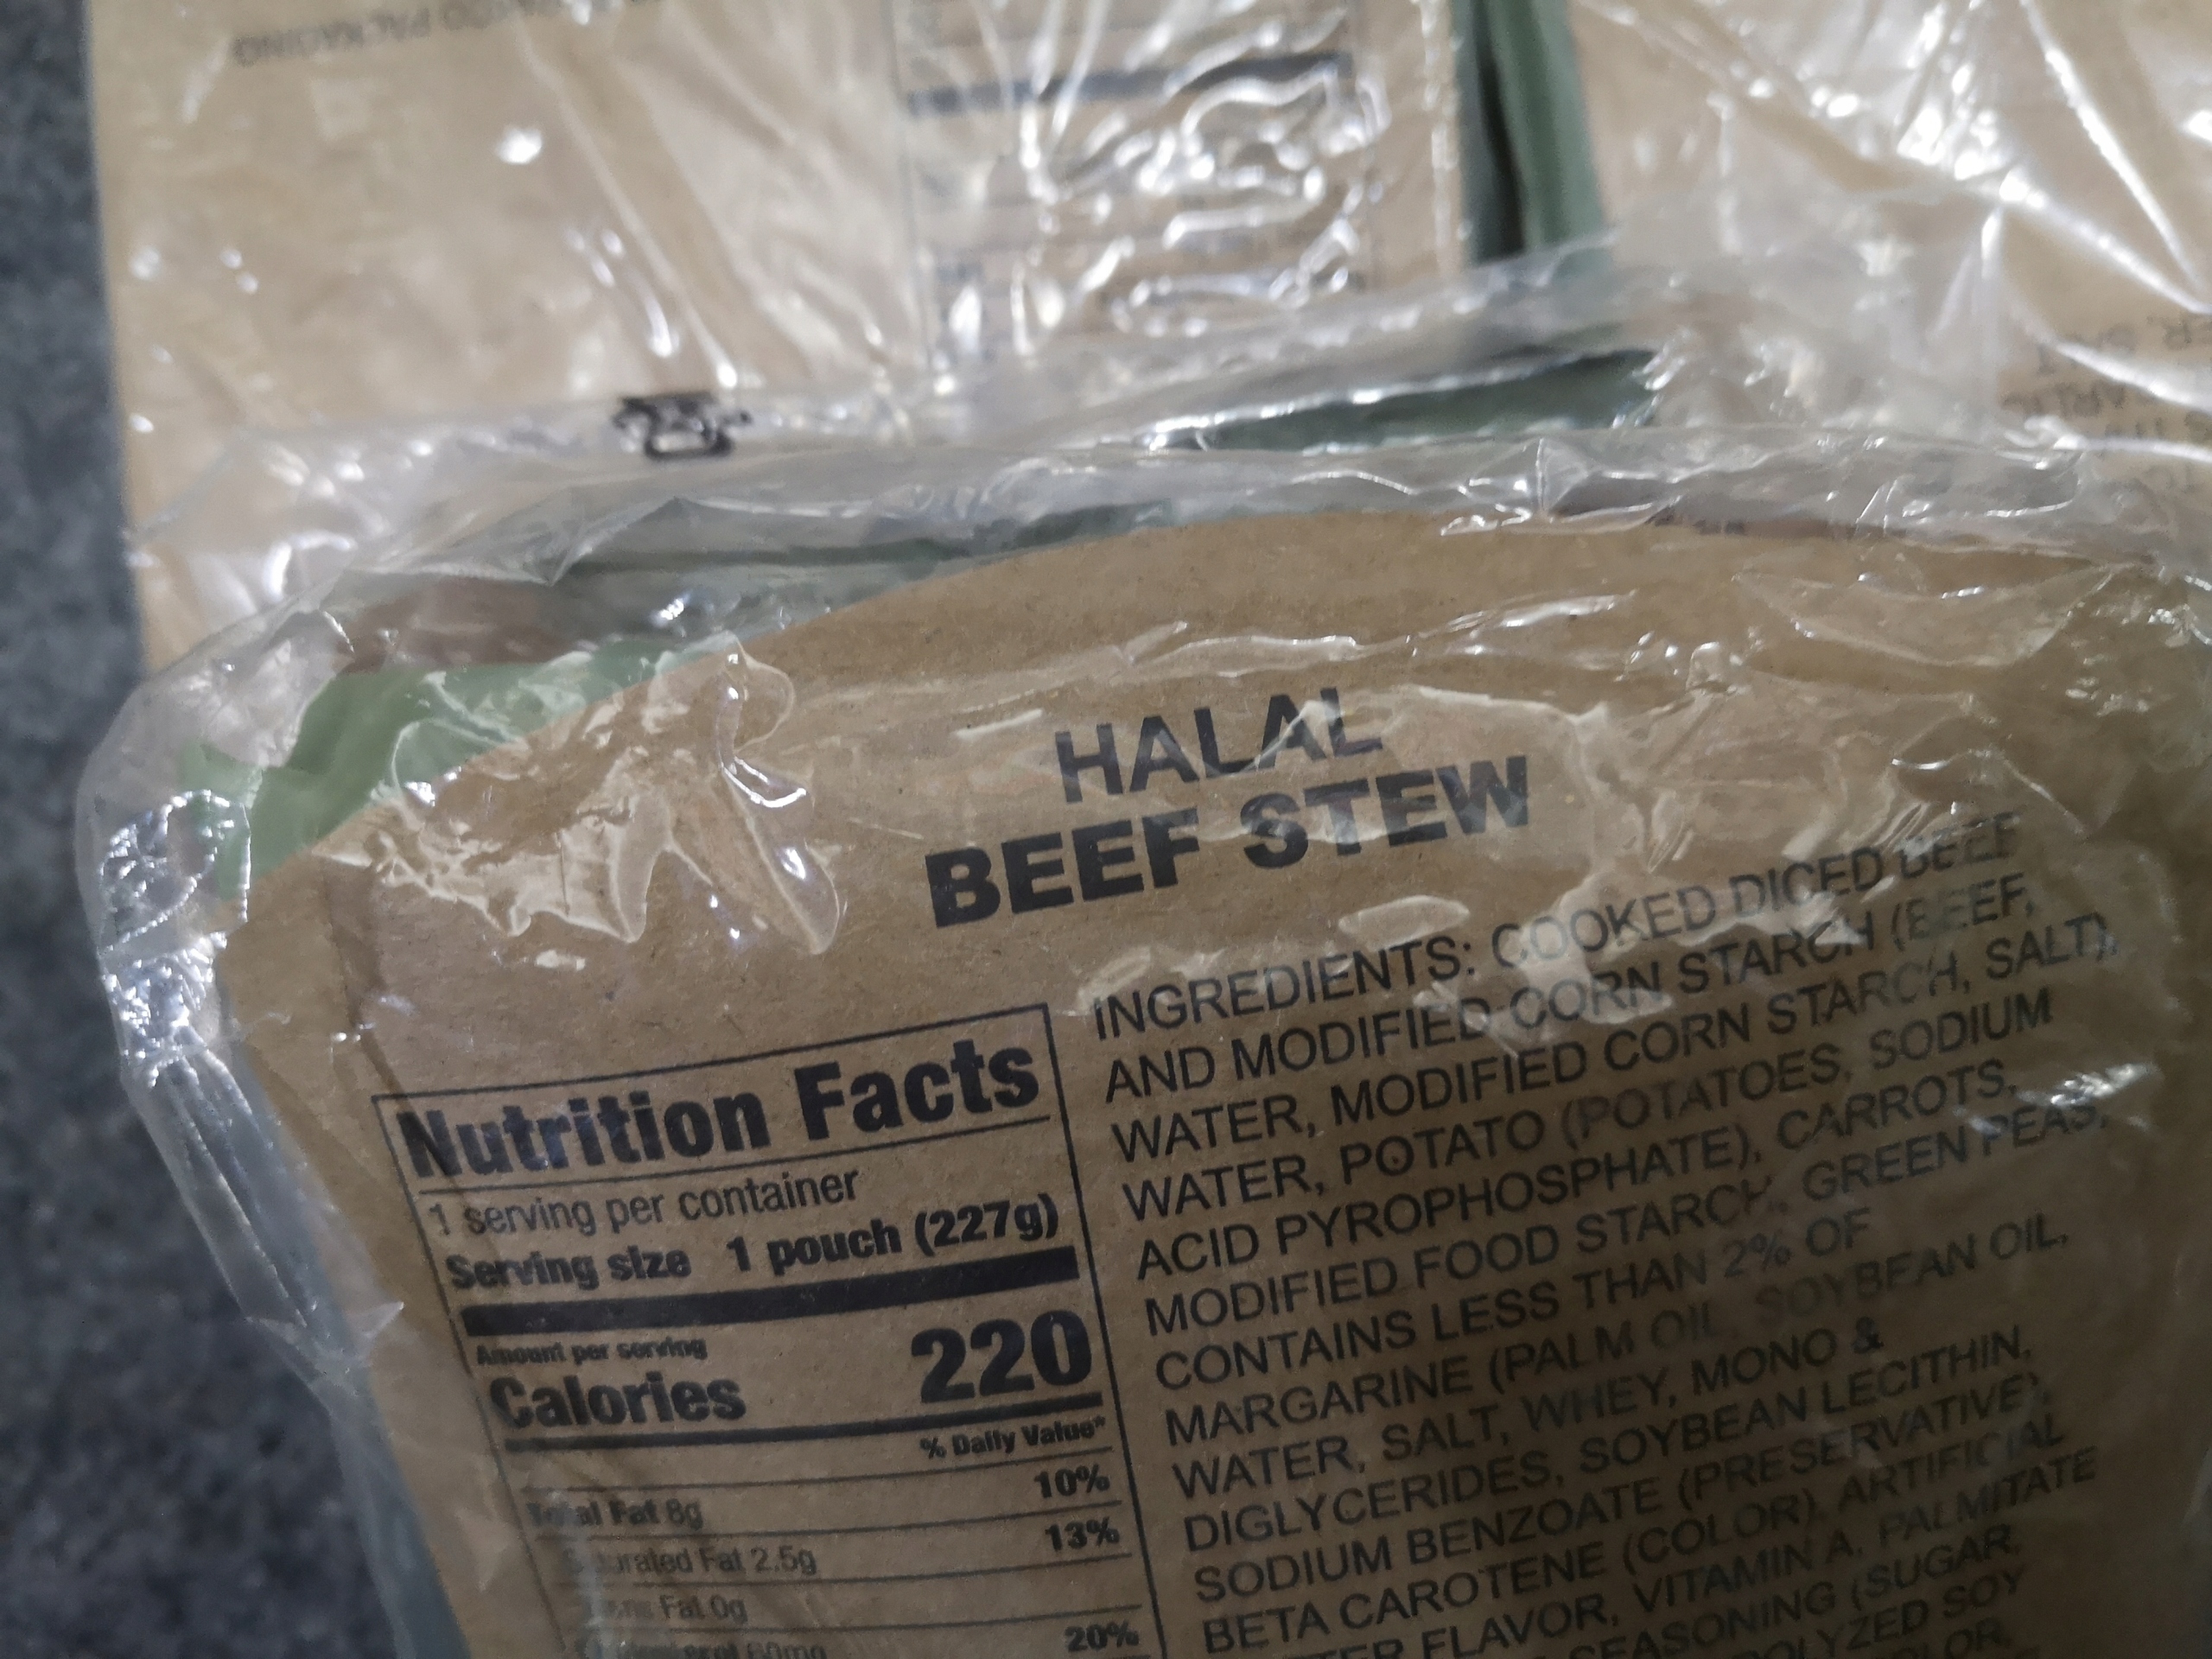 PACKAGING
HALAL
BEEF STEW
Nutrition Facts
1 serving per container
Serving size 1 pouch (227g)
Amount per serving
Calories 220
% Daily Value*
Total Fat 8g 10%
Saturated Fat 2.5g 13%
Fat 0g
20%
INGREDIENTS: COOKED DICED BEEF
AND MODIFIED CORN STARCH (BEEF,
WATER, MODIFIED CORN STARCH, SALT),
WATER, POTATO (POTATOES, SODIUM
ACID PYROPHOSPHATE), CARROTS,
MODIFIED FOOD STARCH, GREEN PEAS,
CONTAINS LESS THAN 2% OF
MARGARINE (PALM OIL, SOYBEAN OIL,
WATER, SALT, WHEY, MONO &
DIGLYCERIDES, SOYBEAN LECITHIN,
SODIUM BENZOATE (PRESERVATIVE),
BETA CAROTENE (COLOR), ARTIFICIAL
FLAVOR, VITAMIN A, PALMITATE
SEASONING (SUGAR,
SOY